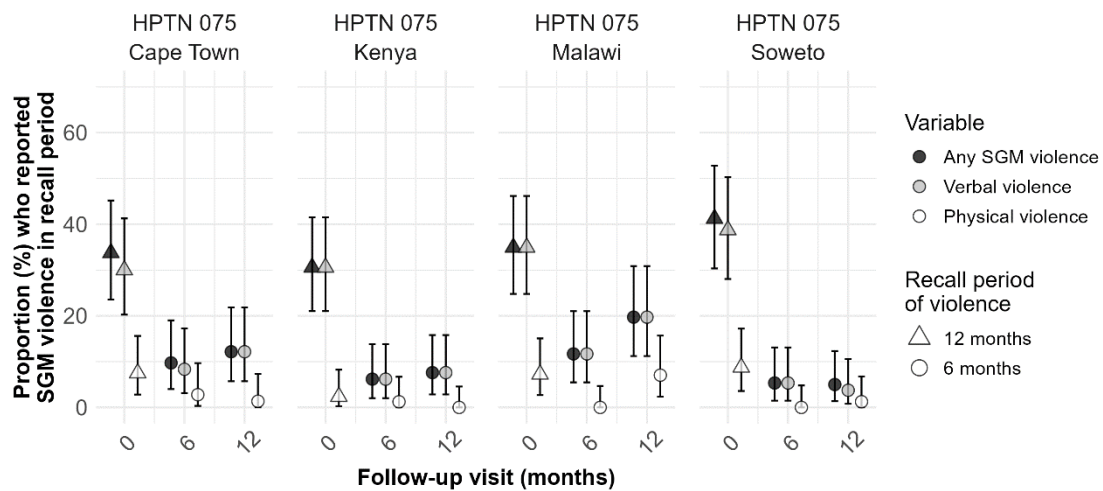 HPTN 075
Cape Town
HPTN 075
Kenya
HPTN 075
Malawi
HPTN 075
Soweto
Proportion (%) who reported
SGM violence in recall period
60
40
20
0
0
6
12
0
6
12
0
6
12
0
6
12
Follow-up visit (months)
Variable
Any SGM violence
Verbal violence
Physical violence
Recall period
of violence
12 months
6 months